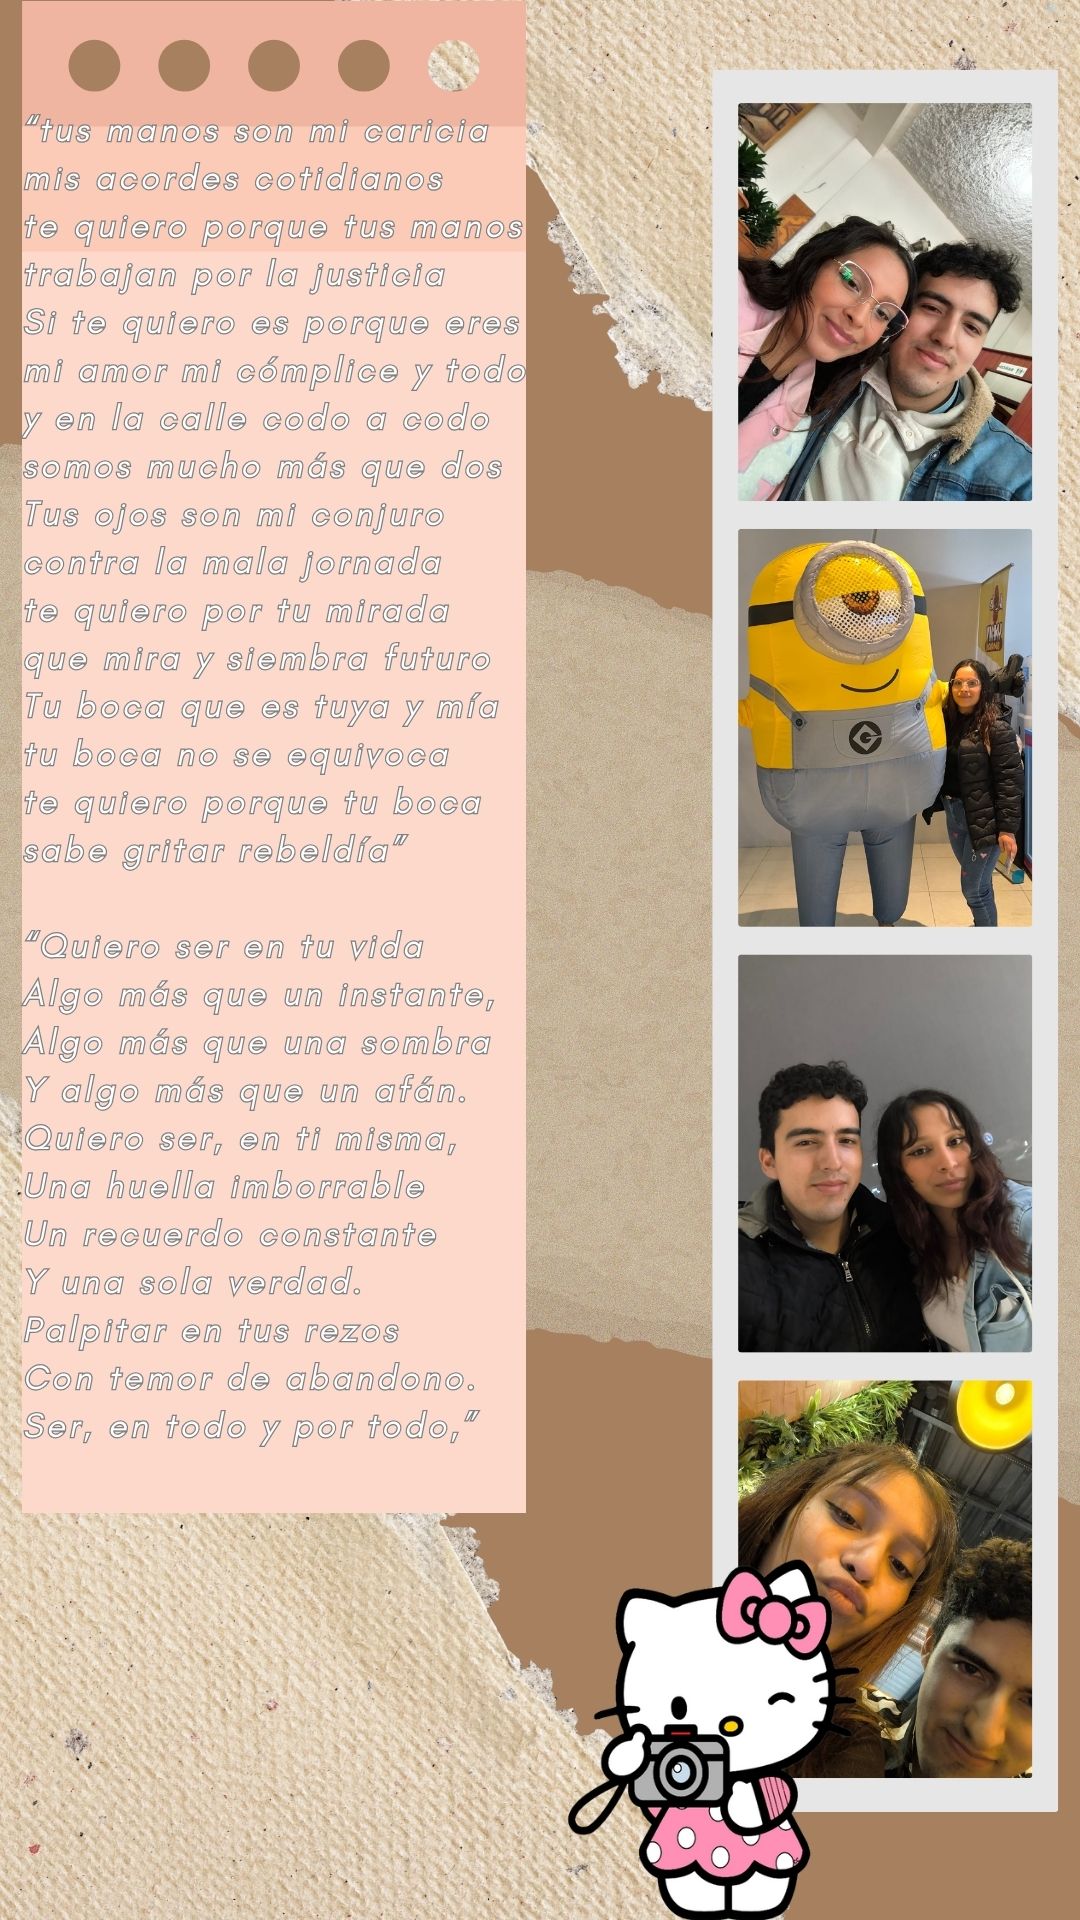 “tus manos son mi caricia
mis acordes cotidianos
te quiero porque tus manos
trabajan por la justicia
Si te quiero es porque eres
mi amor mi cómplice y todo
y en la calle codo a codo
somos mucho más que dos
Tus ojos son mi conjuro
contra la mala jornada
te quiero por tu mirada
que mira y siembra futuro
Tu boca que es tuya y mía
tu boca no se equivoca
te quiero porque tu boca
sabe gritar rebeldía”
“Quiero ser en tu vida
Algo más que un instante,
Algo más que una sombra
Y algo más que un afán.
Quiero ser, en ti misma,
Una huella imborrable
Un recuerdo constante
Y una sola verdad.
Palpitar en tus rezos
Con temor de abandono.
Ser, en todo y por todo,”